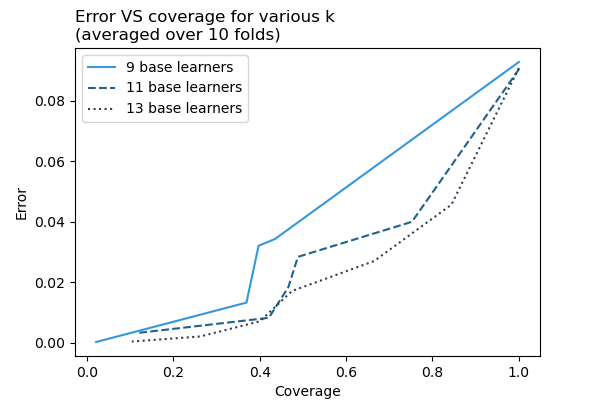 Error VS coverage for various k
(averaged over 10 folds)
9 base learners
11 base learners
13 base learners
Error
0.08
0.06
0.04
0.02
0.00
0.0
0.2
0.4
0.6
0.8
1.0
Coverage